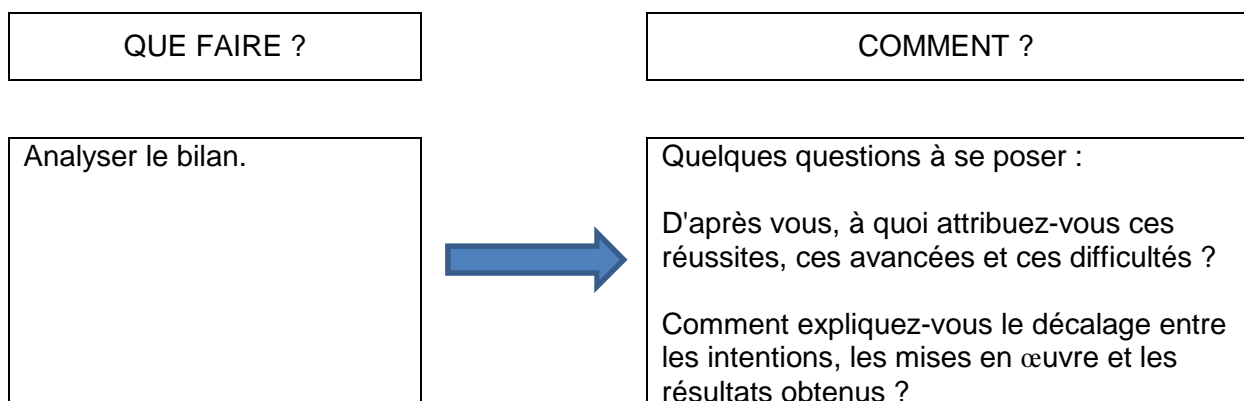 QUE FAIRE ?
COMMENT ?
Analyser le bilan.
Quelques questions à se poser :
D'après vous, à quoi attribuez-vous ces
réussites, ces avancées et ces difficultés ?
Comment expliquez-vous le décalage entre
les intentions, les mises en œuvre et les
résultats obtenus ?